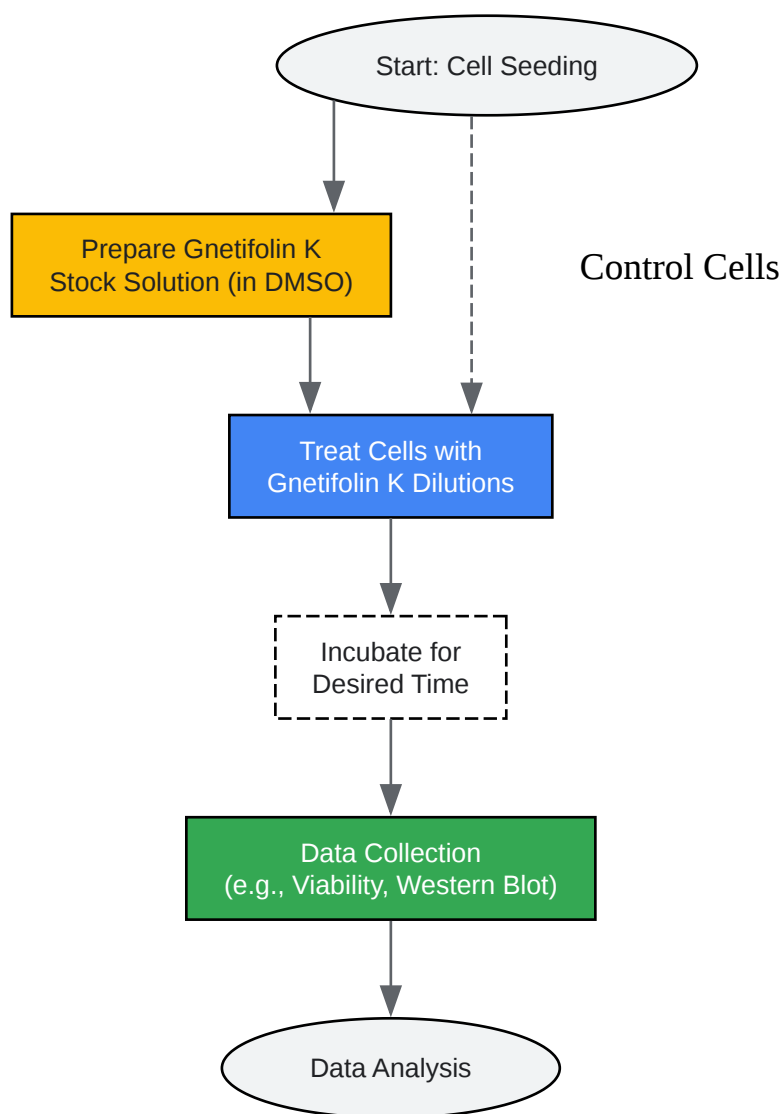 Start: Cell Seeding
Prepare Gnetifolin K
Stock Solution (in DMSO)
Control Cells
Treat Cells with
Gnetifolin K Dilutions
Incubate for
Desired Time
Data Collection
(e.g., Viability, Western Blot)
Data Analysis